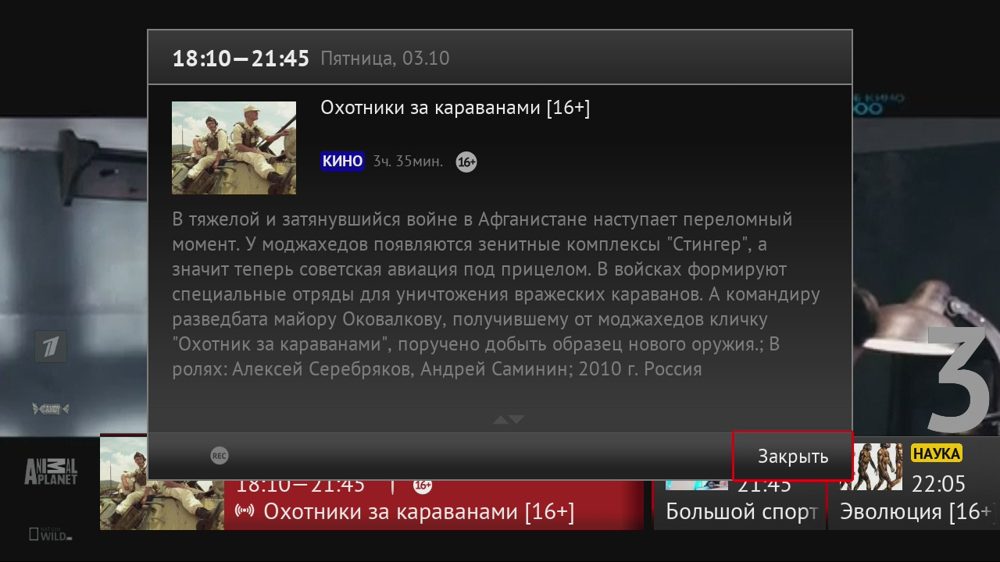 18:10—21:45 Пятница, 03.10
Охотники за караванами [16+]
КИНО 3ч. 35мин. 16+
В тяжелой и затянувшийся войне в Афганистане наступает переломный
момент. У моджахедов появляются зенитные комплексы "Стингер", а
значит теперь советская авиация под прицелом. В войсках формируют
специальные отряды для уничтожения вражеских караванов. А командиру
разведбата майору Оковалкову, получившему от моджахедов кличку
"Охотник за караванами", поручено добыть образец нового оружия.; В
ролях: Алексей Серебряков, Андрей Саминин; 2010 г. Россия
REC
Закрыть
3
CANDY
ANIMAL
PLANET
WILD
18:10—21:45 16+
Охотники за караванами [16+]
21:45
Большой спорт
НАУКА
22:05
Эволюция [16+